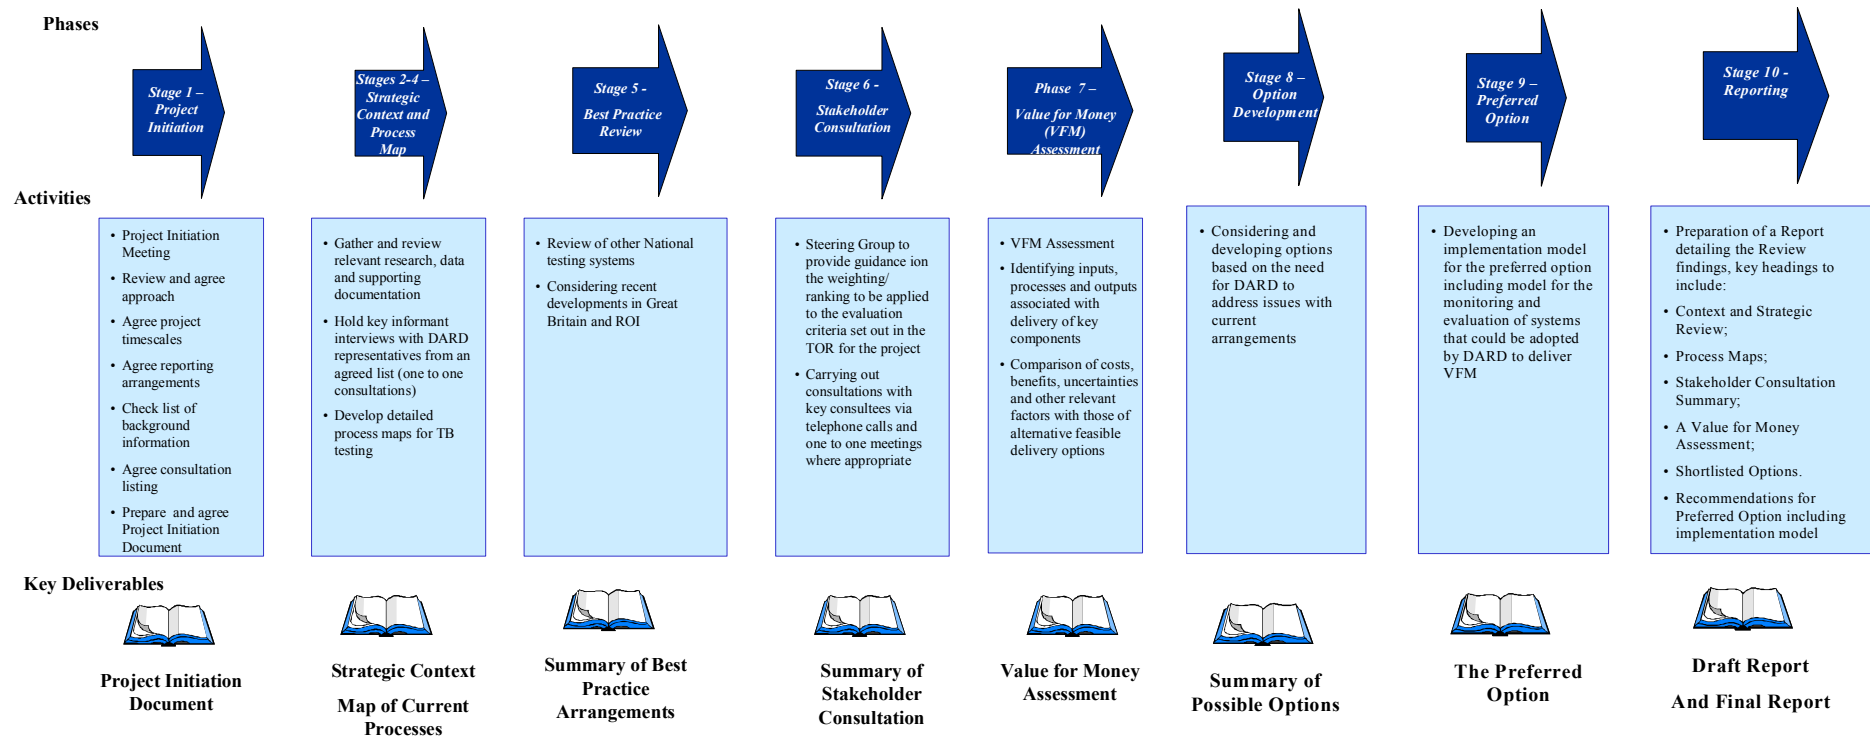 Phases
Stage 1 –
Project
Initiation
Stages 2-4 –
Strategic
Context and
Process
Map
Stage 5 -
Best Practice
Review
Stage 6 -
Stakeholder
Consultation
Phase 7 –
Value for Money
(VFM)
Assessment
Stage 8 –
Option
Development
Stage 9 –
Preferred
Option
Stage 10 -
Reporting
Activities
• Project Initiation
Meeting
• Review and agree
approach
• Agree project
timescales
• Agree reporting
arrangements
• Check list of
background
information
• Agree consultation
listing
• Prepare and agree
Project Initiation
Document
• Gather and review
relevant research, data
and supporting
documentation
• Hold key informant
interviews with DARD
representatives from an
agreed list (one to one
consultations)
• Develop detailed
process maps for TB
testing
• Review of other National
testing systems
• Considering recent
developments in Great
Britain and ROI
• Steering Group to
provide guidance ion
the weighting/
ranking to be applied
to the evaluation
criteria set out in the
TOR for the project
• Carrying out
consultations with
key consultees via
telephone calls and
one to one meetings
where appropriate
• VFM Assessment
• Identifying inputs,
processes and outputs
associated with
delivery of key
components
• Comparison of costs,
benefits, uncertainties
and other relevant
factors with those of
alternative feasible
delivery options
• Considering and
developing options
based on the need
for DARD to
address issues with
current
arrangements
• Developing an
implementation model
for the preferred option
including model for the
monitoring and
evaluation of systems
that could be adopted
by DARD to deliver
VFM
• Preparation of a Report
detailing the Review
findings, key headings to
include:
• Context and Strategic
Review;
• Process Maps;
• Stakeholder Consultation
Summary;
• A Value for Money
Assessment;
• Shortlisted Options.
• Recommendations for
Preferred Option including
implementation model
Key Deliverables
Project Initiation
Document
Strategic Context
Map of Current
Processes
Summary of Best
Practice
Arrangements
Summary of
Stakeholder
Consultation
Value for Money
Assessment
Summary of
Possible Options
The Preferred
Option
Draft Report
And Final Report